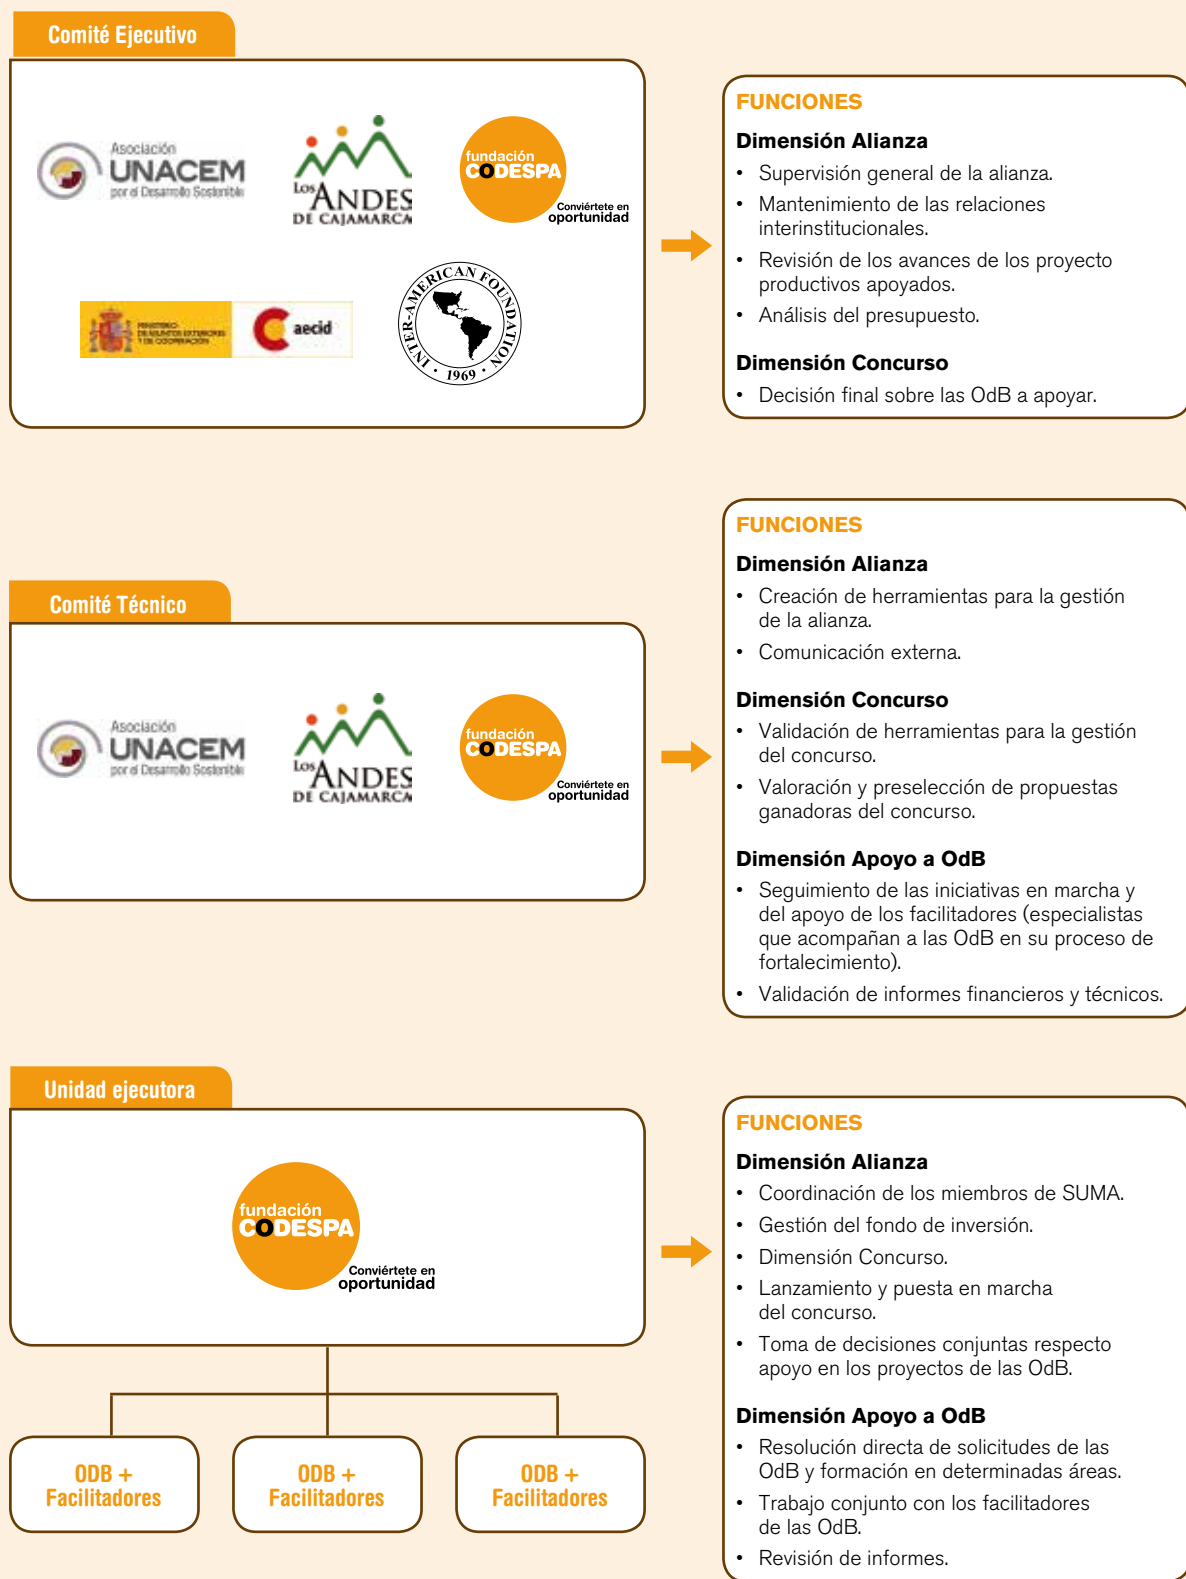 Comité Ejecutivo
Asociación
UNACEM
por el Desarrollo Sostenible
Los
ANDES
DE CAJAMARCA
fundación
CODESPA
Conviértete en
oportunidad
MINISTERIO
DE ASUNTOS EXTERIORES
Y DE COOPERACIÓN
aecid
INTER-AMERICAN FOUNDATION
· 1969 ·
FUNCIONES
Dimensión Alianza
• Supervisión general de la alianza.
• Mantenimiento de las relaciones
interinstitucionales.
• Revisión de los avances de los proyecto
productivos apoyados.
• Análisis del presupuesto.
Dimensión Concurso
• Decisión final sobre las OdB a apoyar.
Comité Técnico
Asociación
UNACEM
por el Desarrollo Sostenible
Los
ANDES
DE CAJAMARCA
fundación
CODESPA
Conviértete en
oportunidad
FUNCIONES
Dimensión Alianza
• Creación de herramientas para la gestión
de la alianza.
• Comunicación externa.
Dimensión Concurso
• Validación de herramientas para la gestión
del concurso.
• Valoración y preselección de propuestas
ganadoras del concurso.
Dimensión Apoyo a OdB
• Seguimiento de las iniciativas en marcha y
del apoyo de los facilitadores (especialistas
que acompañan a las OdB en su proceso de
fortalecimiento).
• Validación de informes financieros y técnicos.
Unidad ejecutora
fundación
CODESPA
Conviértete en
oportunidad
ODB +
Facilitadores
ODB +
Facilitadores
ODB +
Facilitadores
FUNCIONES
Dimensión Alianza
• Coordinación de los miembros de SUMA.
• Gestión del fondo de inversión.
• Dimensión Concurso.
• Lanzamiento y puesta en marcha
del concurso.
• Toma de decisiones conjuntas respecto
apoyo en los proyectos de las OdB.
Dimensión Apoyo a OdB
• Resolución directa de solicitudes de las
OdB y formación en determinadas áreas.
• Trabajo conjunto con los facilitadores
de las OdB.
• Revisión de informes.